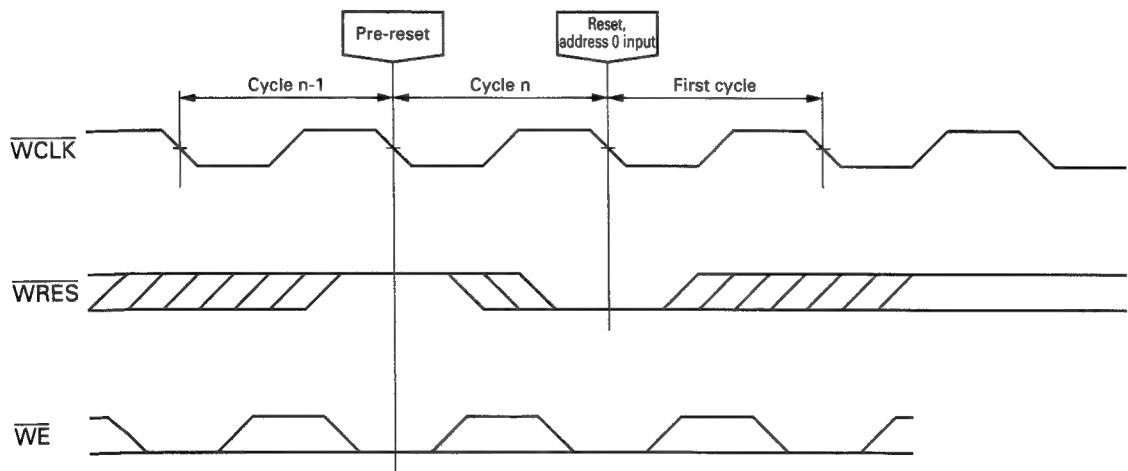 Pre-reset
Reset,
address 0 input
Cycle n-1
Cycle n
First cycle
WCLK
WRES
WE